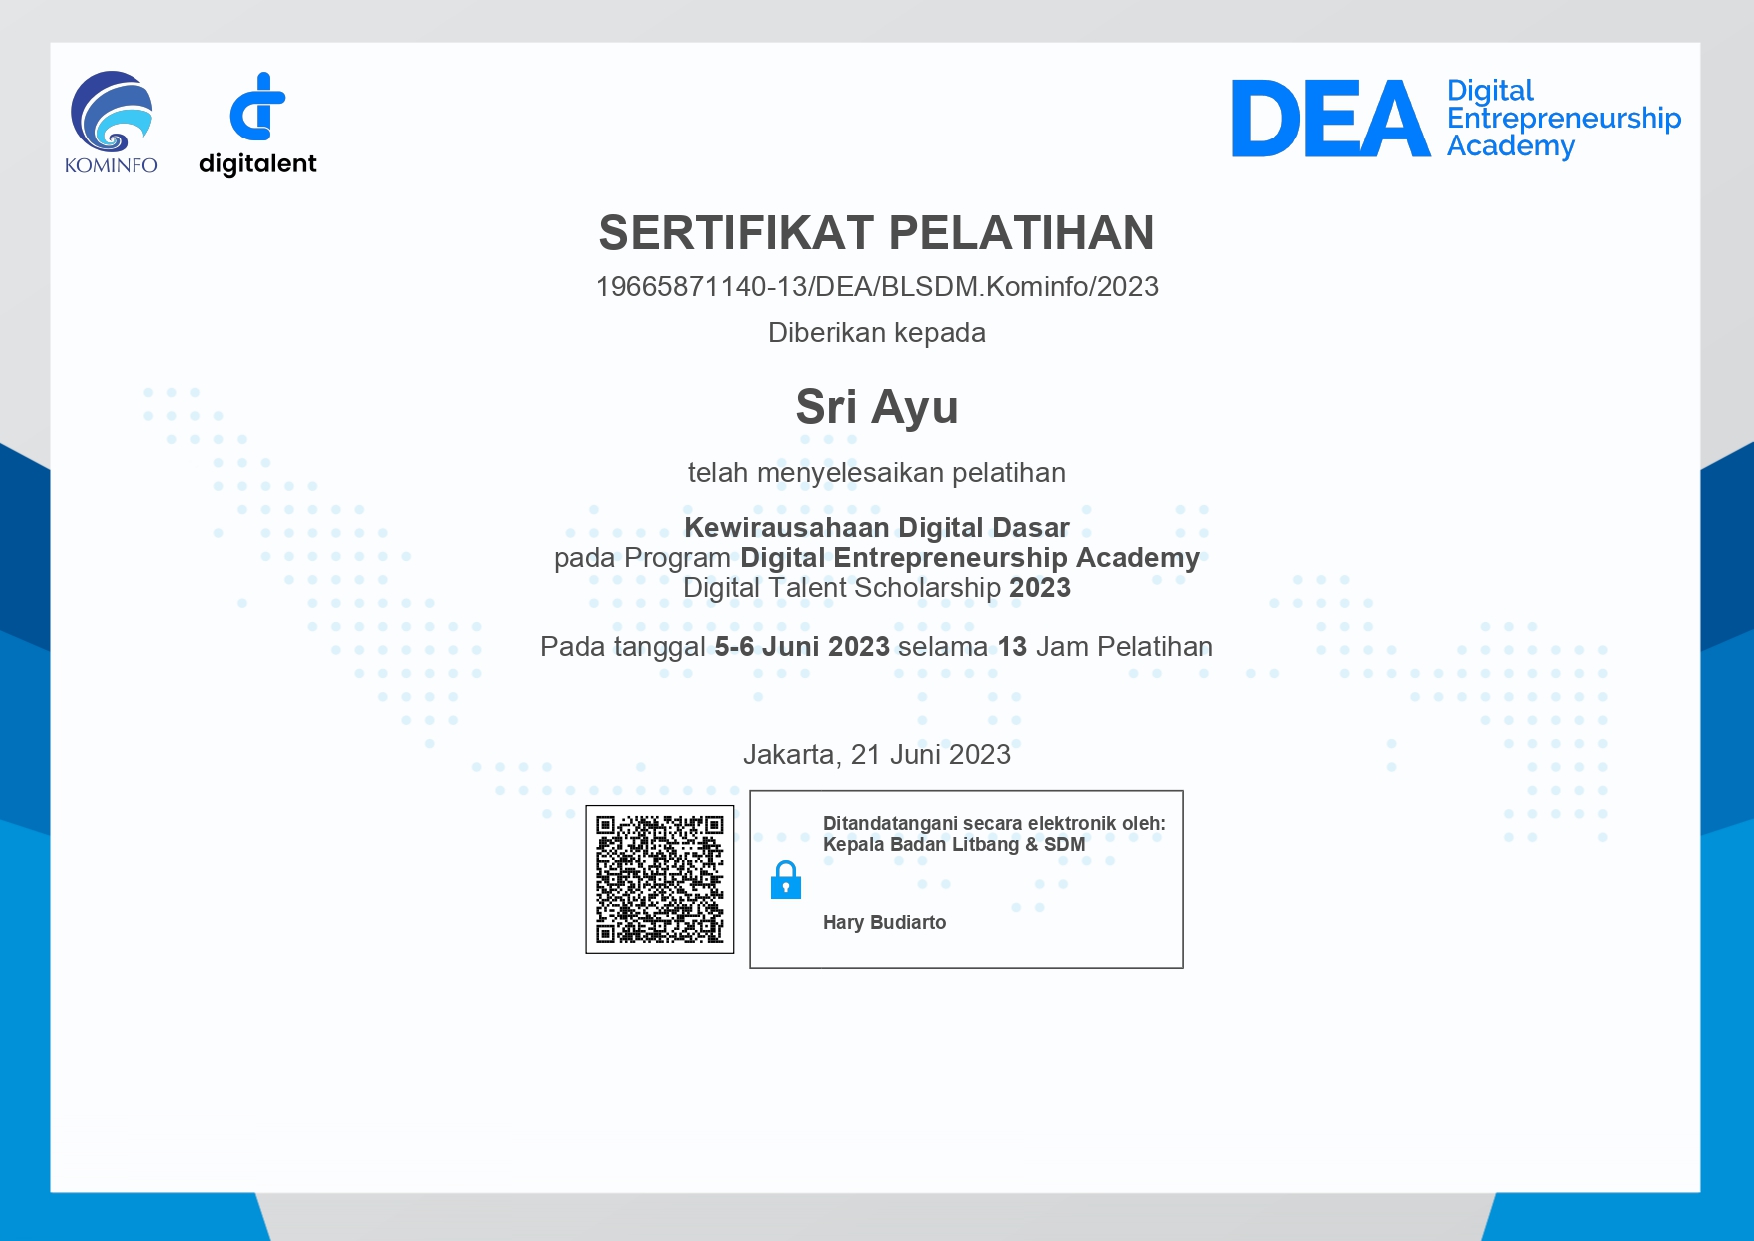 KOMINFO
digitalent
DEA
Digital
Entrepreneurship
Academy
SERTIFIKAT PELATIHAN
19665871140-13/DEA/BLSDM.Kominfo/2023
Diberikan kepada
Sri Ayu
telah menyelesaikan pelatihan
Kewirausahaan Digital Dasar
pada Program Digital Entrepreneurship Academy
Digital Talent Scholarship 2023
Pada tanggal 5-6 Juni 2023 selama 13 Jam Pelatihan
Jakarta, 21 Juni 2023
Ditandatangani secara elektronik oleh:
Kepala Badan Litbang & SDM
Hary Budiarto